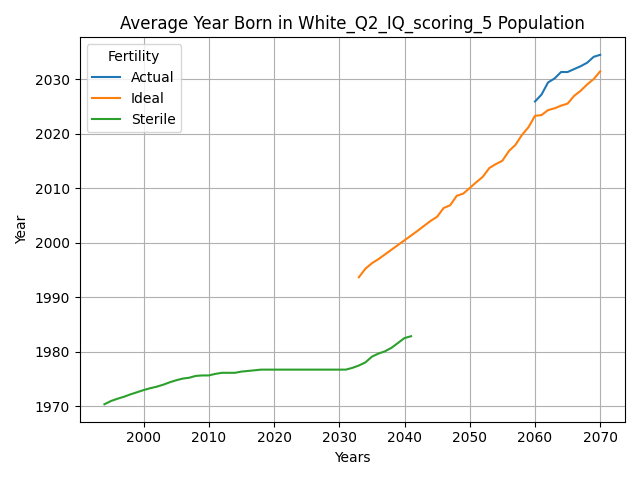 Average Year Born in White_Q2_IQ_scoring_5 Population
Fertility
Actual
Ideal
Sterile
Year
2030
2020
2010
2000
1990
1980
1970
2000 2010 2020 2030 2040 2050 2060 2070
Years